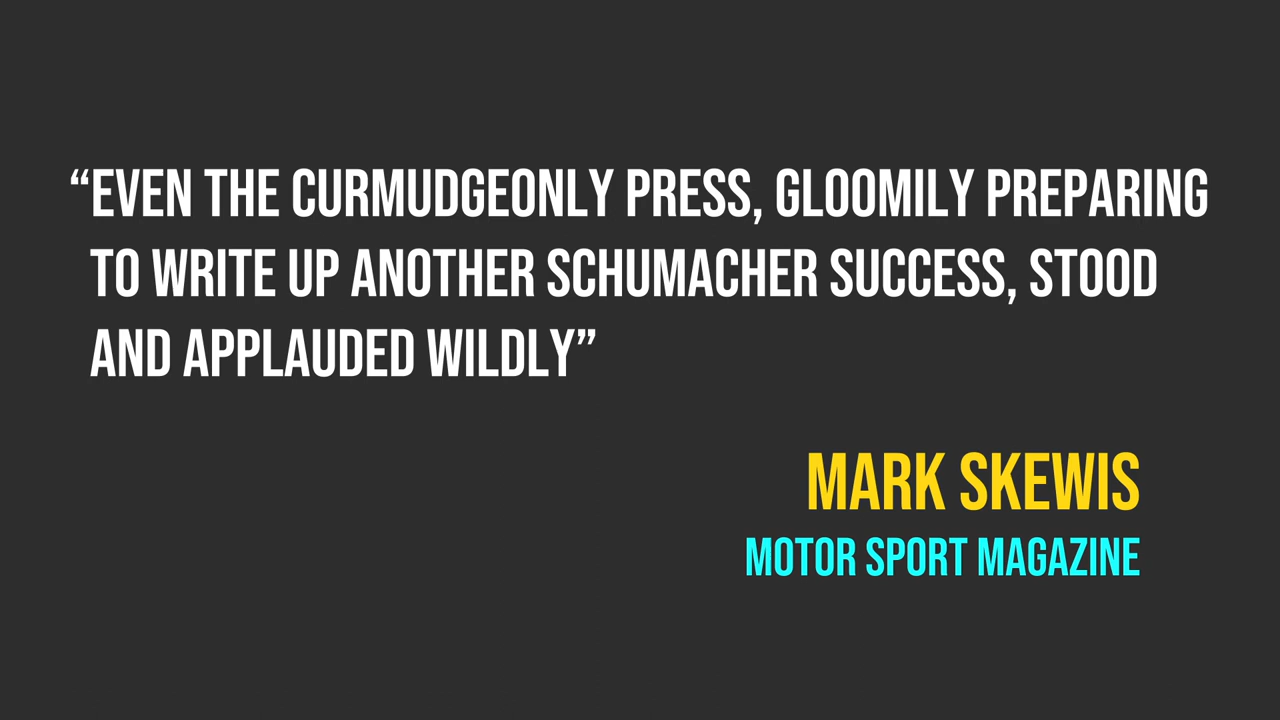 “EVEN THE CURMUDGEONLY PRESS, GLOOMILY PREPARING
TO WRITE UP ANOTHER SCHUMACHER SUCCESS, STOOD
AND APPLAUDED WILDLY”
MARK SKEWIS
MOTOR SPORT MAGAZINE